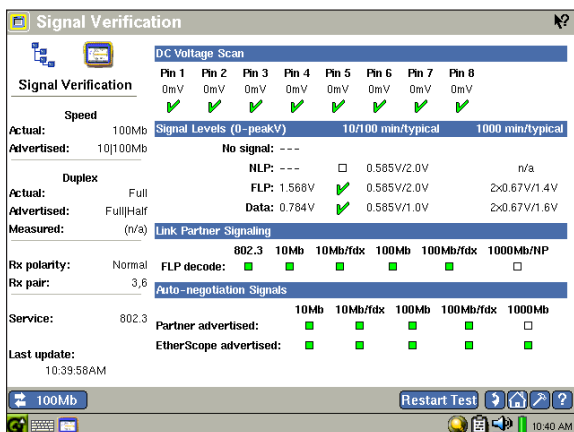 Signal Verification
Signal Verification
Speed
Actual: 100Mb
Advertised: 10|100Mb
Duplex
Actual: Full
Advertised: Full|Half
Measured: (n/a)
Rx polarity: Normal
Rx pair: 3,6
Service: 802.3
Last update:
10:39:58AM
DC Voltage Scan
Pin 1 Pin 2 Pin 3 Pin 4 Pin 5 Pin 6 Pin 7 Pin 8
0mV 0mV 0mV 0mV 0mV 0mV 0mV 0mV
Signal Levels (0-peakV) 10/100 min/typical 1000 min/typical
No signal: ---
NLP: --- 0.585V/2.0V n/a
FLP: 1.568V 0.585V/2.0V 2x0.67V/1.4V
Data: 0.784V 0.585V/1.0V 2x0.67V/1.6V
Link Partner Signaling
802.3 10Mb 10Mb/fdx 100Mb 100Mb/fdx 1000Mb/NP
FLP decode:
Auto-negotiation Signals
10Mb 10Mb/fdx 100Mb 100Mb/fdx 1000Mb
Partner advertised:
EtherScope advertised:
100Mb
Restart Test
?
10:40 AM